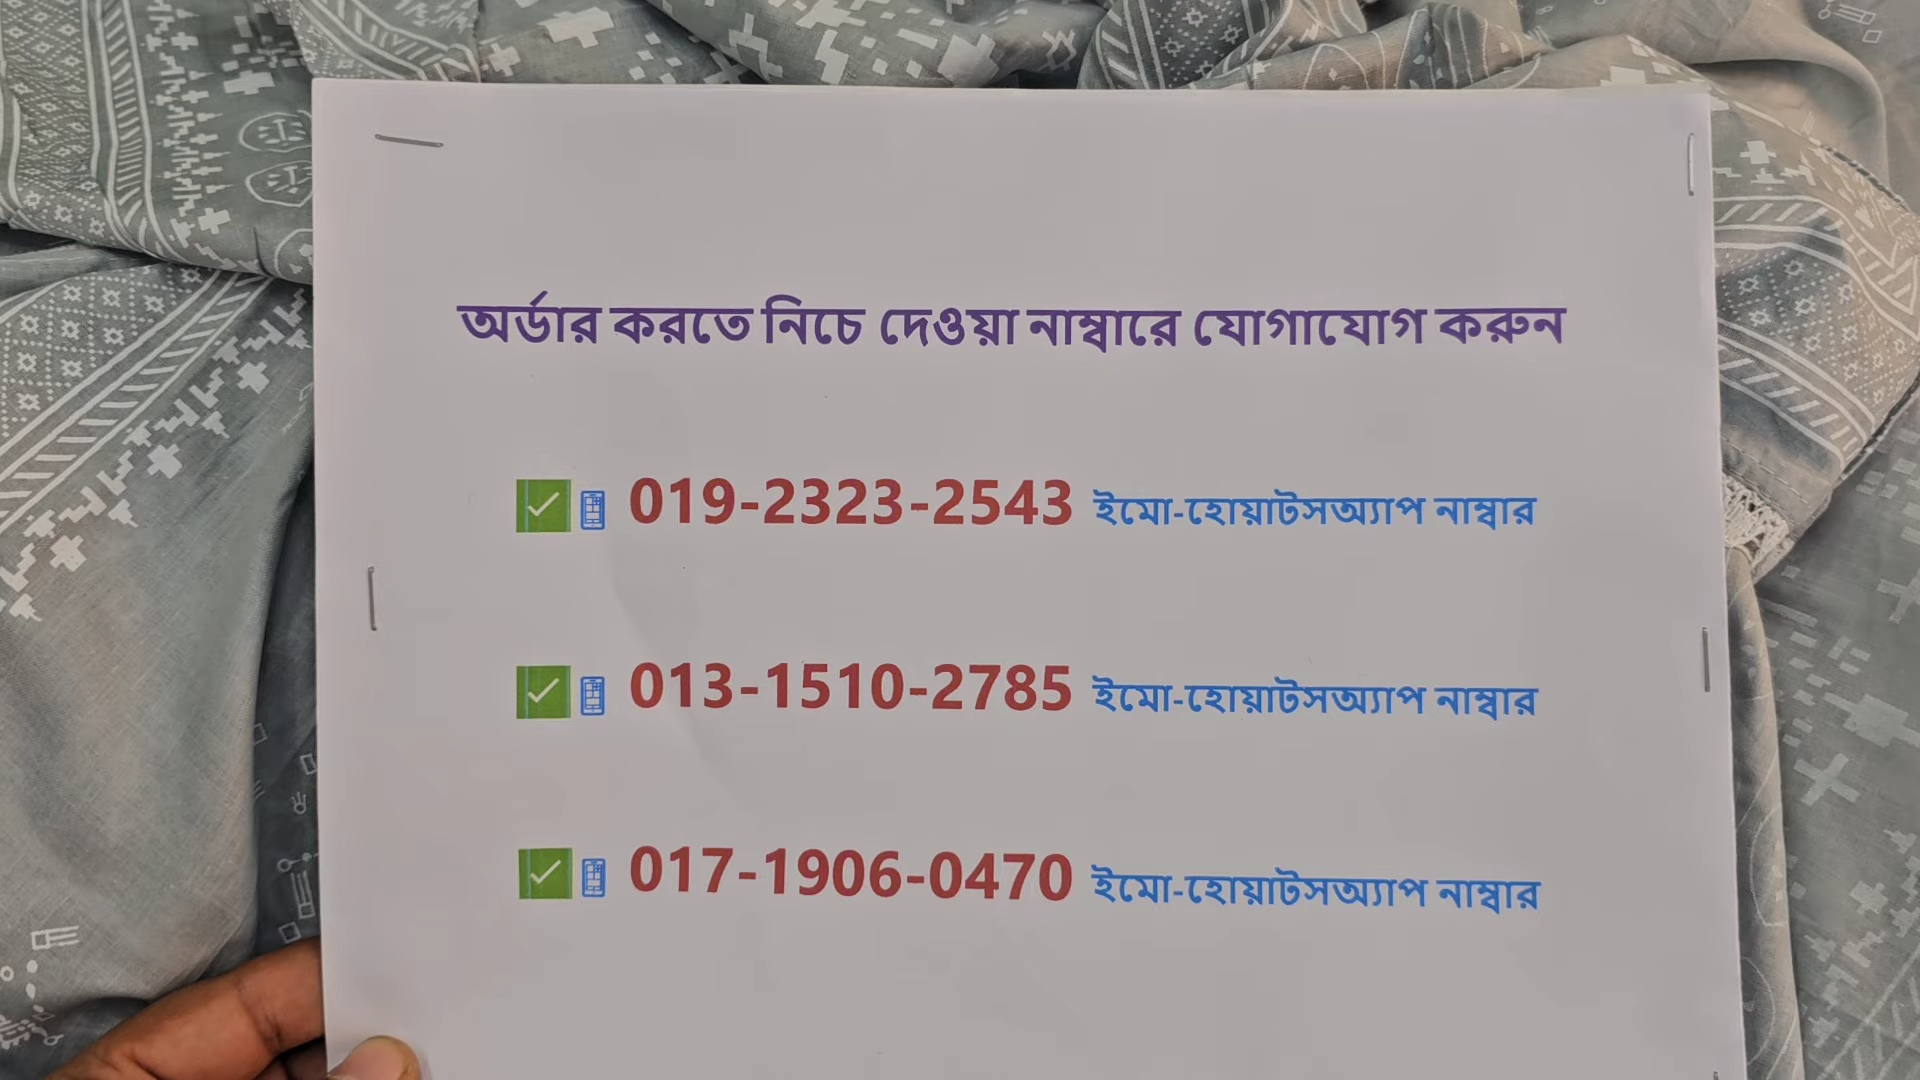 অর্ডার করতে নিচে দেওয়া নাম্বারে যোগাযোগ করুন
019-2323-2543 ইমো-হোয়াটসঅ্যাপ নাম্বার
013-1510-2785 ইমো-হোয়াটসঅ্যাপ নাম্বার
017-1906-0470 ইমো-হোয়াটসঅ্যাপ নাম্বার